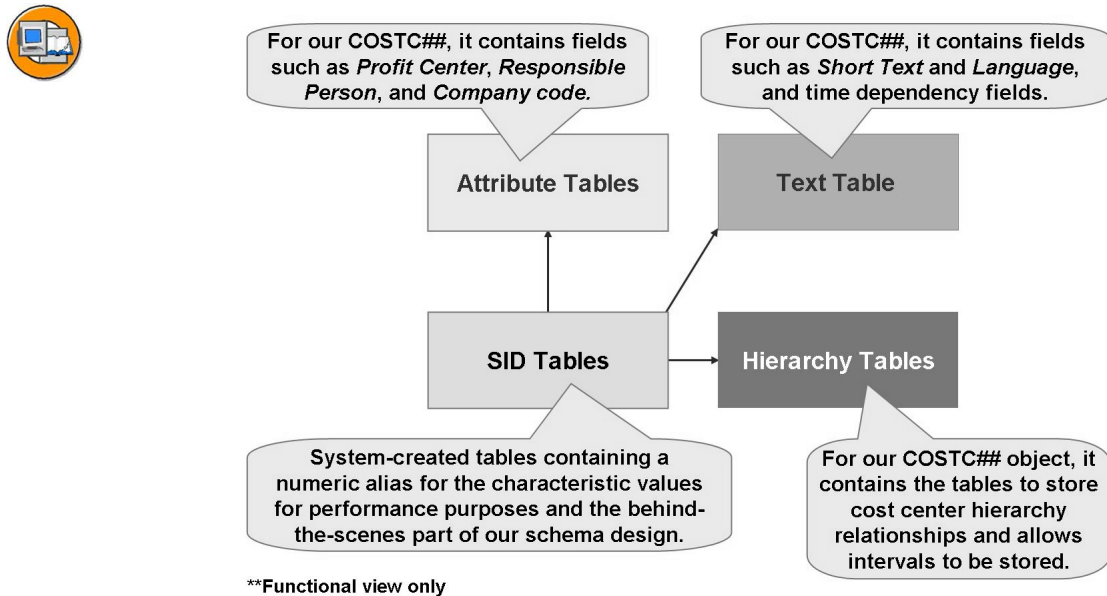 For our COSTC##, it contains fields
such as Profit Center, Responsible
Person, and Company code.
For our COSTC##, it contains fields
such as Short Text and Language,
and time dependency fields.
Attribute Tables
Text Table
SID Tables
Hierarchy Tables
System-created tables containing a
numeric alias for the characteristic values
for performance purposes and the behind-
the-scenes part of our schema design.
For our COSTC## object, it
contains the tables to store
cost center hierarchy
relationships and allows
intervals to be stored.
**Functional view only